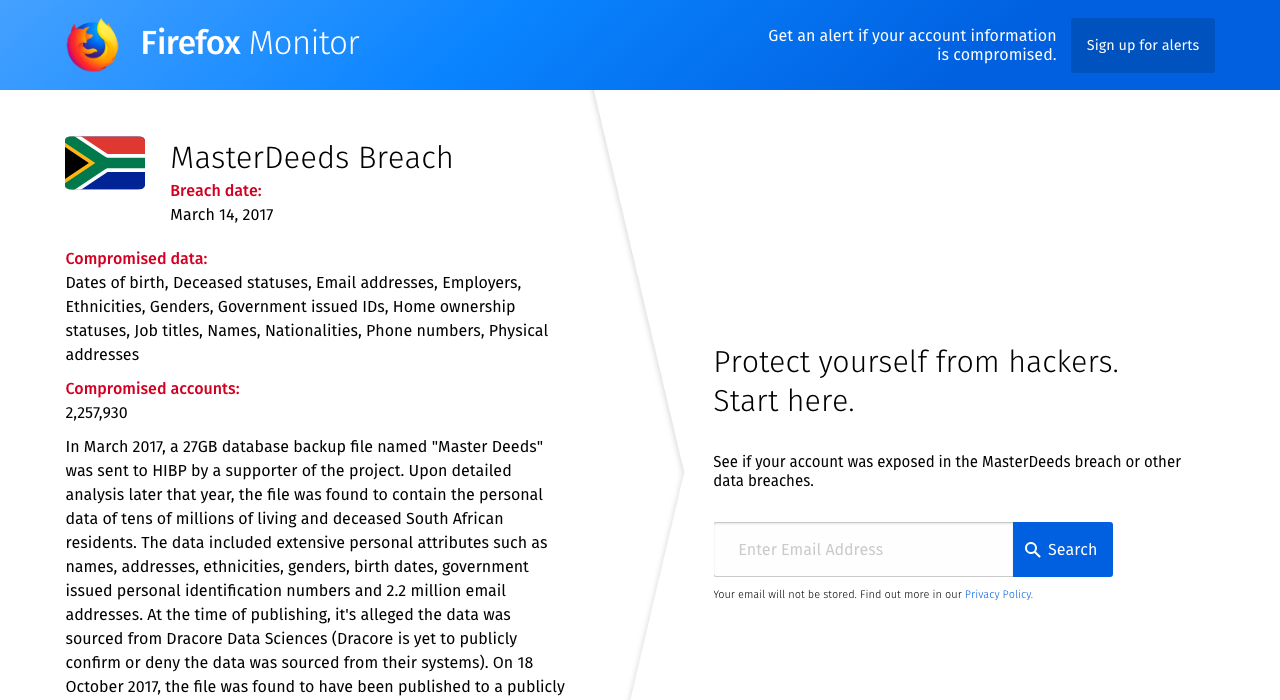 Firefox Monitor
Get an alert if your account information
is compromised.
Sign up for alerts
MasterDeeds Breach
Breach date:
March 14, 2017
Compromised data:
Dates of birth, Deceased statuses, Email addresses, Employers,
Ethnicities, Genders, Government issued IDs, Home ownership
statuses, Job titles, Names, Nationalities, Phone numbers, Physical
addresses
Compromised accounts:
2,257,930
In March 2017, a 27GB database backup file named "Master Deeds"
was sent to HIBP by a supporter of the project. Upon detailed
analysis later that year, the file was found to contain the personal
data of tens of millions of living and deceased South African
residents. The data included extensive personal attributes such as
names, addresses, ethnicities, genders, birth dates, government
issued personal identification numbers and 2.2 million email
addresses. At the time of publishing, it's alleged the data was
sourced from Dracore Data Sciences (Dracore is yet to publicly
confirm or deny the data was sourced from their systems). On 18
October 2017, the file was found to have been published to a publicly
Protect yourself from hackers.
Start here.
See if your account was exposed in the MasterDeeds breach or other
data breaches.
Enter Email Address
Search
Your email will not be stored. Find out more in our Privacy Policy.